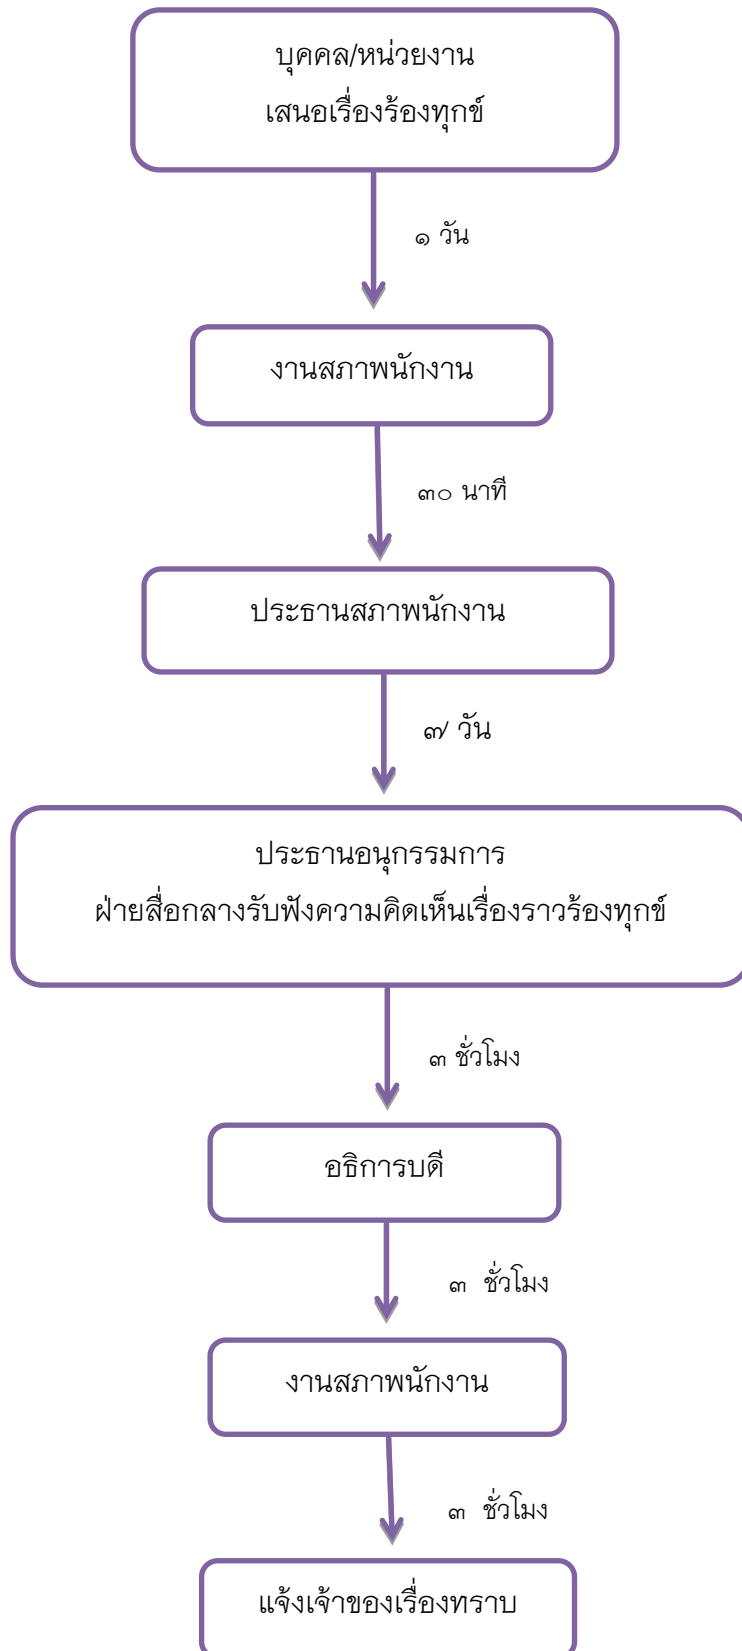 บุคคล/หน่วยงาน
เสนอเรื่องร้องทุกข์
๑ วัน
งานสภาพนักงาน
๓๐ นาที
ประธานสภาพนักงาน
๗ วัน
ประธานอนุกรรมการ
ฝ่ายสื่อกลางรับฟังความคิดเห็นเรื่องราวร้องทุกข์
๓ ชั่วโมง
อธิการบดี
๓ ชั่วโมง
งานสภาพนักงาน
๓ ชั่วโมง
แจ้งเจ้าของเรื่องทราบ